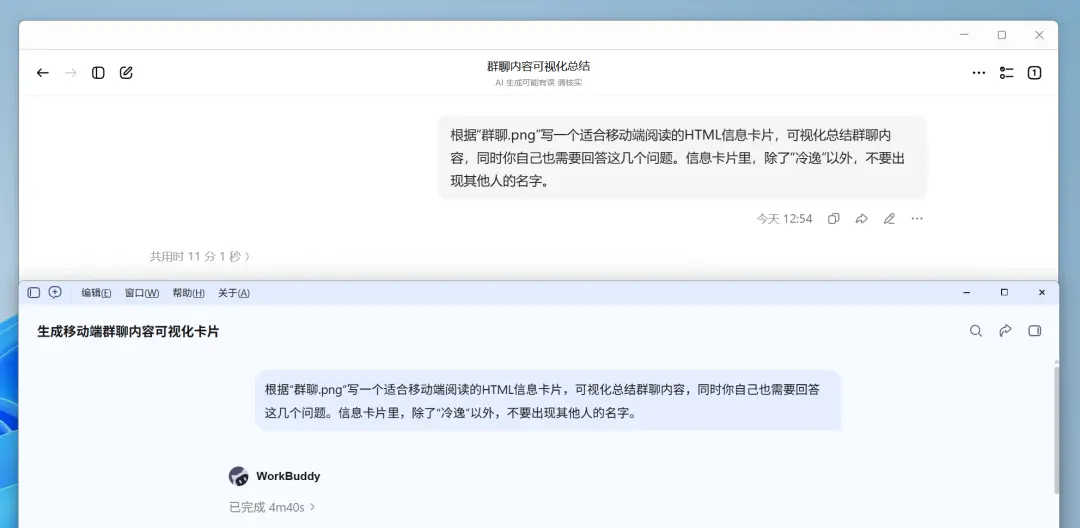 群聊内容可视化总结
AI 生成可能有误 请核实
1
根据"群聊.png"写一个适合移动端阅读的HTML信息卡片，可视化总结群聊内
容，同时你自己也需要回答这几个问题。信息卡片里，除了"冷逸"以外，不要出
现其他人的名字。
今天 12:54
共用时 11 分 1 秒
编辑(E) 窗口(W) 帮助(H) 关于(A)
生成移动端群聊内容可视化卡片
根据"群聊.png"写一个适合移动端阅读的HTML信息卡片，可视化总结群聊内容，同时你自己也需要回答
这几个问题。信息卡片里，除了"冷逸"以外，不要出现其他人的名字。
WorkBuddy
已完成 4m40s